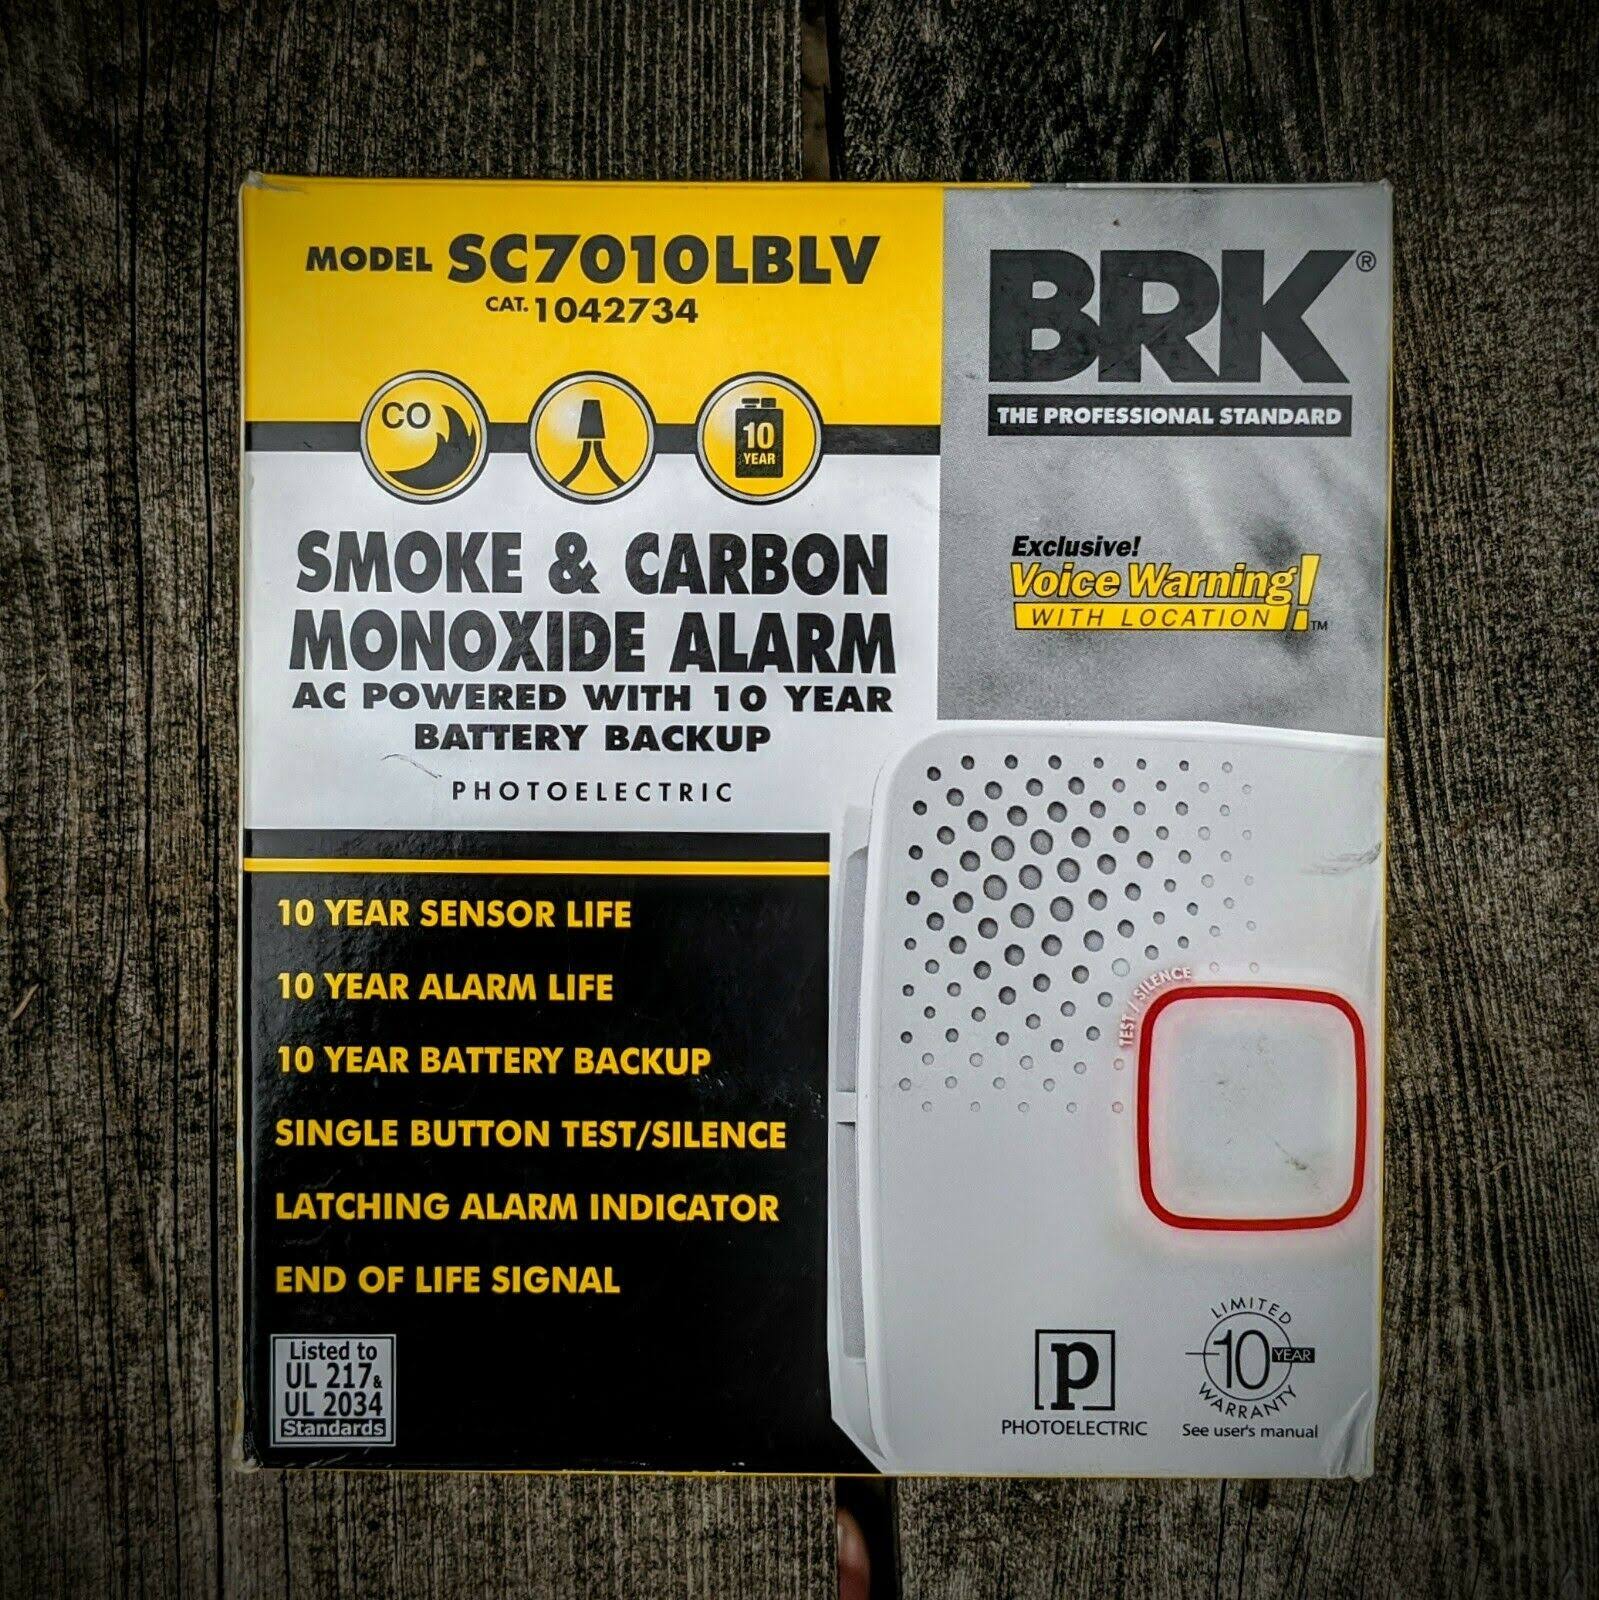 MODEL SC7010LBLV
CAT. 1042734
BRK®
THE PROFESSIONAL STANDARD
CO
10
YEAR
Exclusive!
Voice Warning!
WITH LOCATION™
SMOKE & CARBON
MONOXIDE ALARM
AC POWERED WITH 10 YEAR
BATTERY BACKUP
PHOTOELECTRIC
10 YEAR SENSOR LIFE
10 YEAR ALARM LIFE
10 YEAR BATTERY BACKUP
SINGLE BUTTON TEST/SILENCE
LATCHING ALARM INDICATOR
END OF LIFE SIGNAL
TEST / SILENCE
Listed to
UL 217 &
UL 2034
Standards
P
PHOTOELECTRIC
LIMITED
10 YEAR
WARRANTY
See user's manual